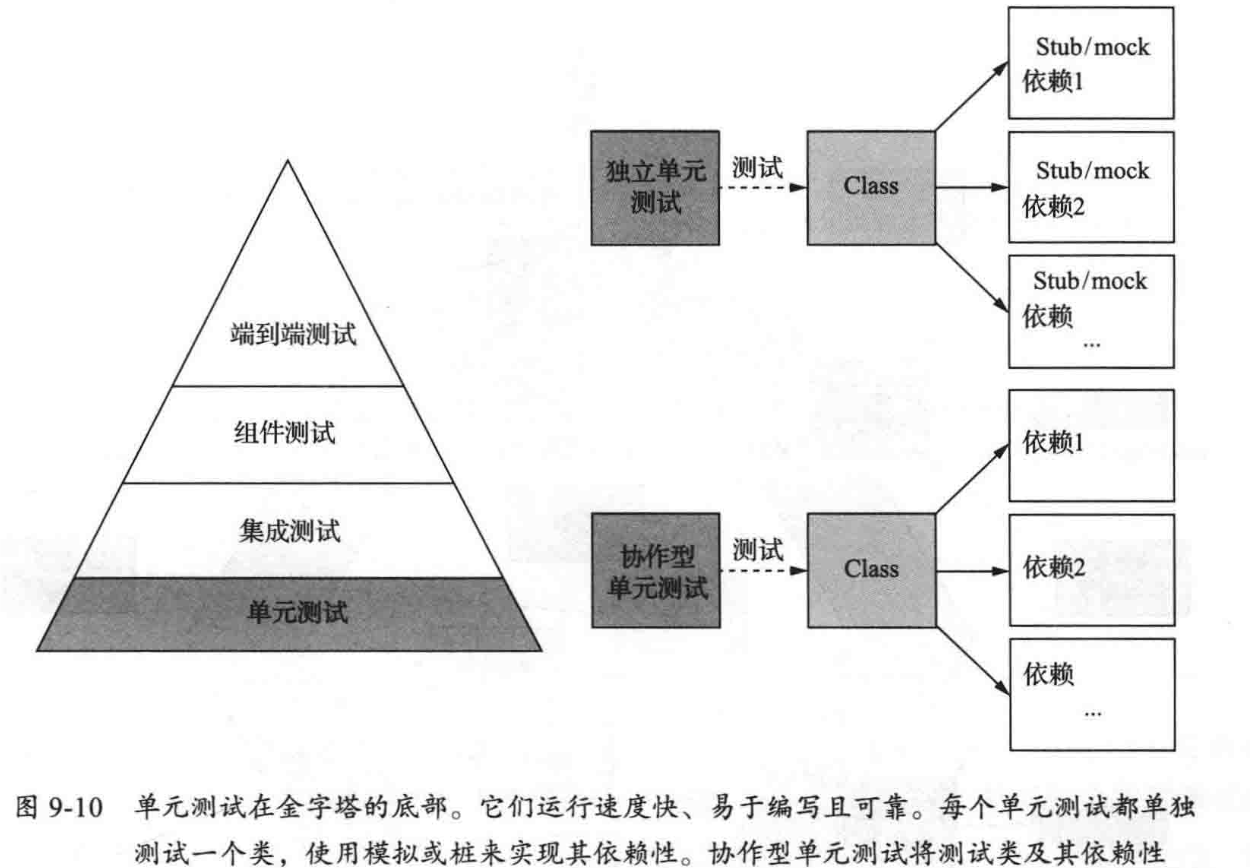 端到端测试
组件测试
集成测试
单元测试
独立单元
测试
测试
Class
Stub/mock
依赖1
Stub/mock
依赖2
Stub/mock
依赖
...
协作型
单元测试
测试
Class
依赖1
依赖2
依赖
...
图 9-10 单元测试在金字塔的底部。它们运行速度快、易于编写且可靠。每个单元测试都单独
测试一个类，使用模拟或桩来实现其依赖性。协作型单元测试将测试类及其依赖性